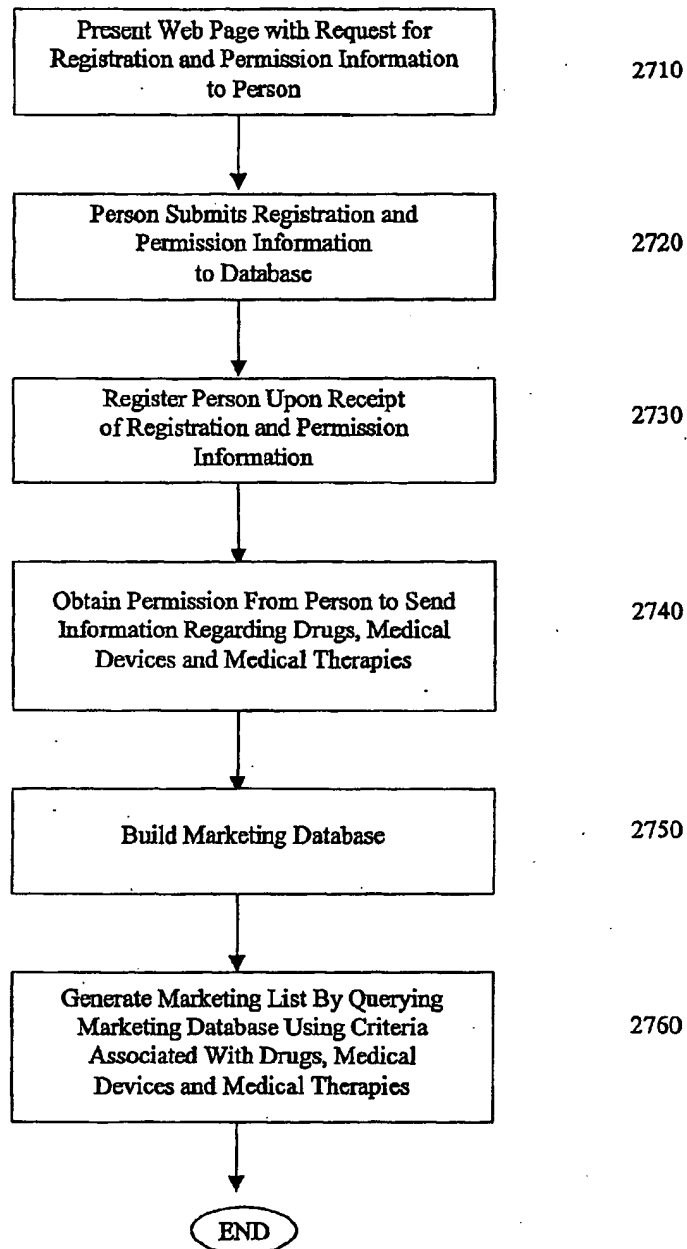 Present Web Page with Request for
Registration and Permission Information
to Person
2710
Person Submits Registration and
Permission Information
to Database
2720
Register Person Upon Receipt
of Registration and Permission
Information
2730
Obtain Permission From Person to Send
Information Regarding Drugs, Medical
Devices and Medical Therapies
2740
Build Marketing Database
2750
Generate Marketing List By Querying
Marketing Database Using Criteria
Associated With Drugs, Medical
Devices and Medical Therapies
2760
END